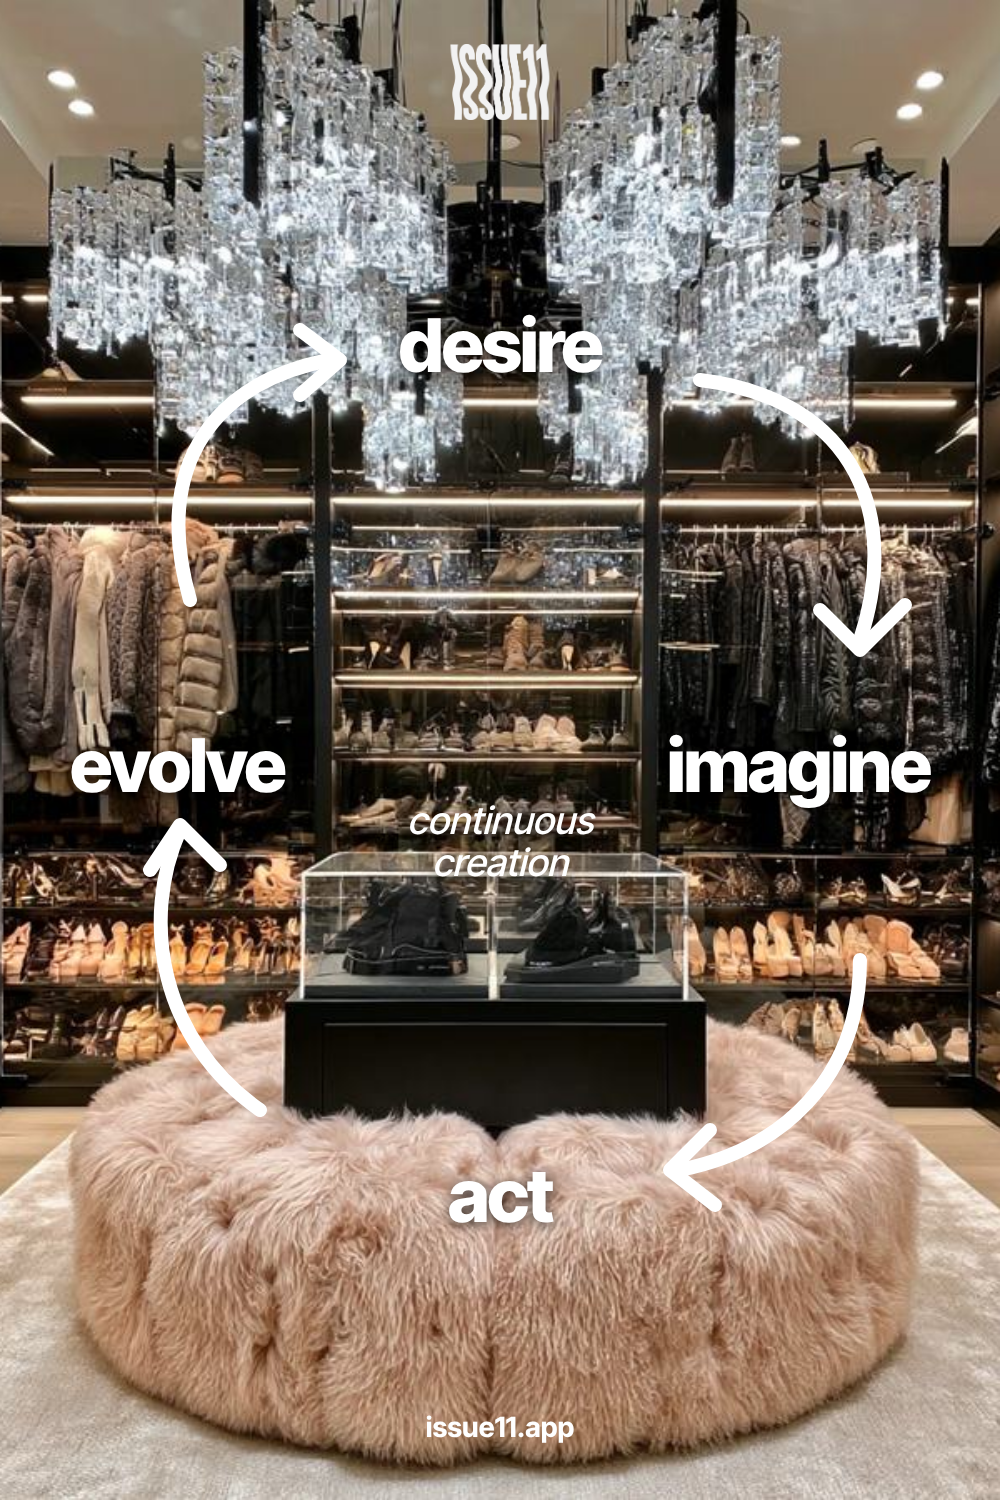 ISSUE11
desire
evolve
imagine
continuous
creation
act
issue11.app